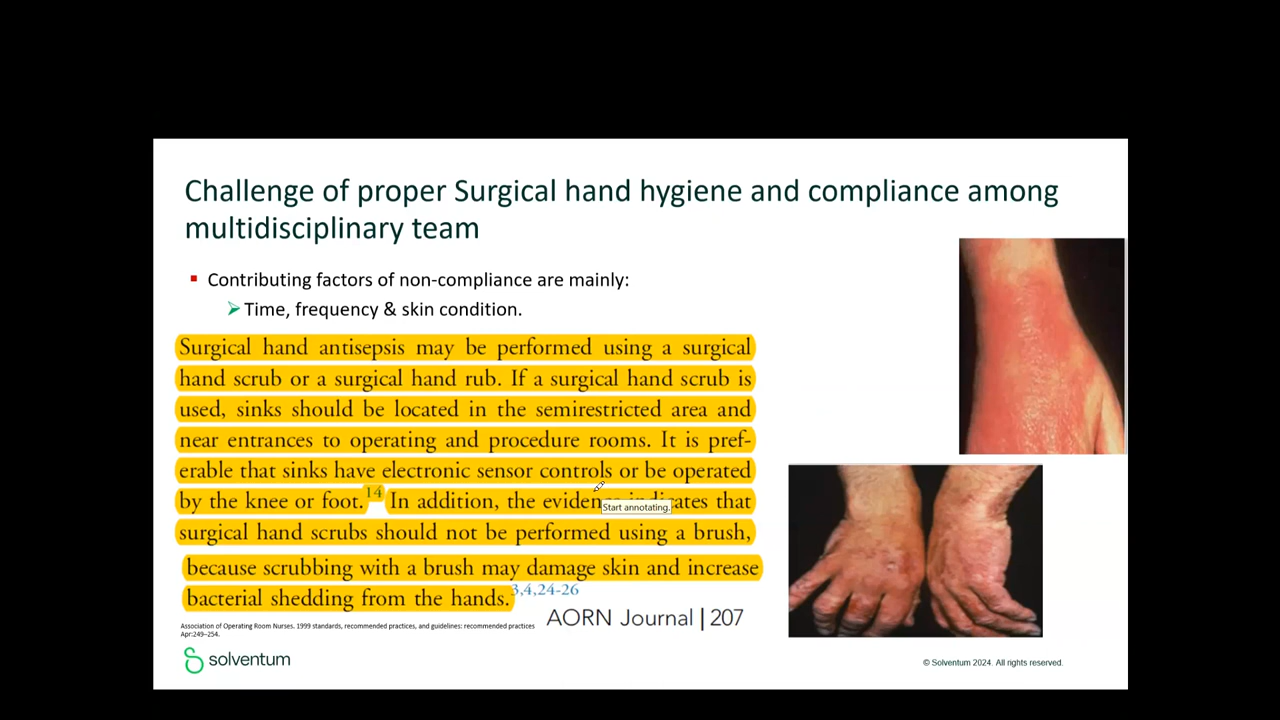 Challenge of proper Surgical hand hygiene and compliance among
multidisciplinary team
Contributing factors of non-compliance are mainly:
Time, frequency & skin condition.
Surgical hand antisepsis may be performed using a surgical
hand scrub or a surgical hand rub. If a surgical hand scrub is
used, sinks should be located in the semirestricted area and
near entrances to operating and procedure rooms. It is pref-
erable that sinks have electronic sensor controls or be operated
by the knee or foot.14 In addition, the evidence indicates that
Start annotating.
surgical hand scrubs should not be performed using a brush,
because scrubbing with a brush may damage skin and increase
bacterial shedding from the hands.3,4,24-26
AORN Journal | 207
Association of Operating Room Nurses. 1999 standards, recommended practices, and guidelines: recommended practices
Apr:249–254.
solventum
© Solventum 2024. All rights reserved.